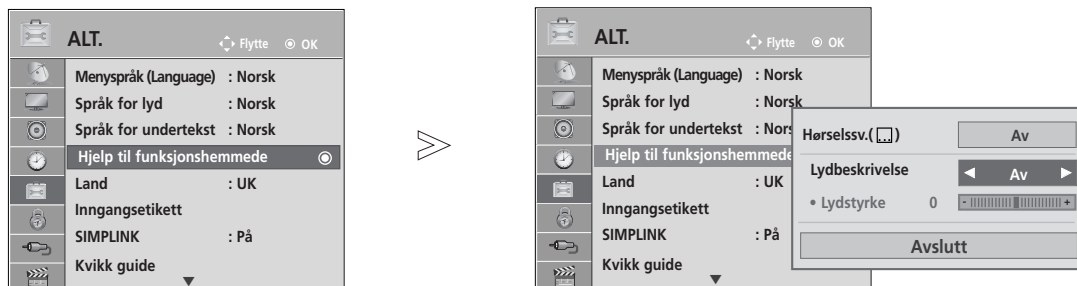 ALT.
Flytte OK
Menyspråk (Language) : Norsk
Språk for lyd : Norsk
Språk for undertekst : Norsk
Hjelp til funksjonshemmede
Land : UK
Inngangsetikett
SIMPLINK : På
Kvikk guide
ALT.
Flytte OK
Menyspråk (Language) : Norsk
Språk for lyd : Norsk
Språk for undertekst : Nors
Hjelp til funksjonshemmede
Land : UK
Inngangsetikett
SIMPLINK : På
Kvikk guide
Hørselssv.( ) Av
Lydbeskrivelse ◀ Av ▶
• Lydstyrke 0 - +
Avslutt